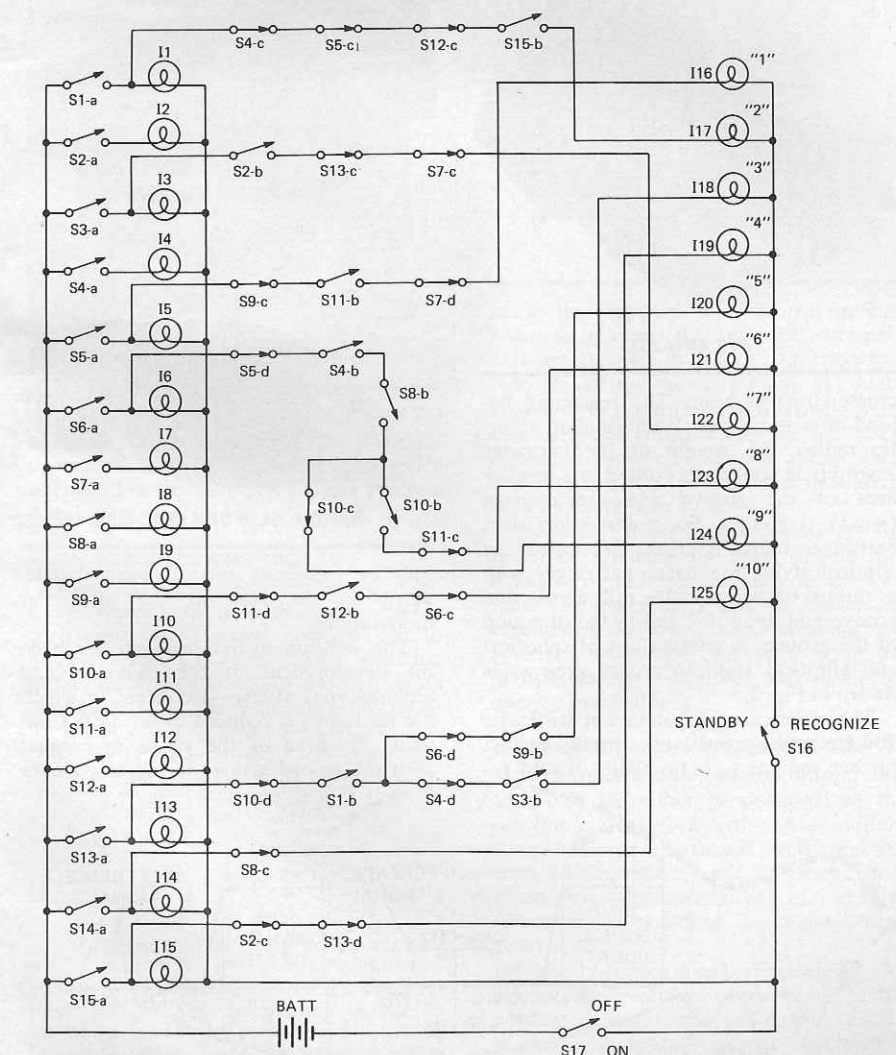 S4-c S5-c S12-c S15-b
I1
S1-a
I16 "1"
I2
S2-a
I17 "2"
S2-b S13-c S7-c
I3
S3-a
I18 "3"
I4
S4-a
I19 "4"
S9-c S11-b S7-d
I5
S5-a
I20 "5"
S5-d S4-b
I6
S6-a
I21 "6"
S8-b
I7
S7-a
I22 "7"
I8
S8-a
I23 "8"
S10-c S10-b
S11-c
I9
S9-a
I24 "9"
S11-d S12-b S6-c
I10
S10-a
I25 "10"
I11
S11-a
STANDBY RECOGNIZE
S16
I12
S12-a
S6-d S9-b
S10-d S1-b S4-d S3-b
I13
S13-a
S8-c
I14
S14-a
S2-c S13-d
I15
S15-a
BATT OFF
S17 ON